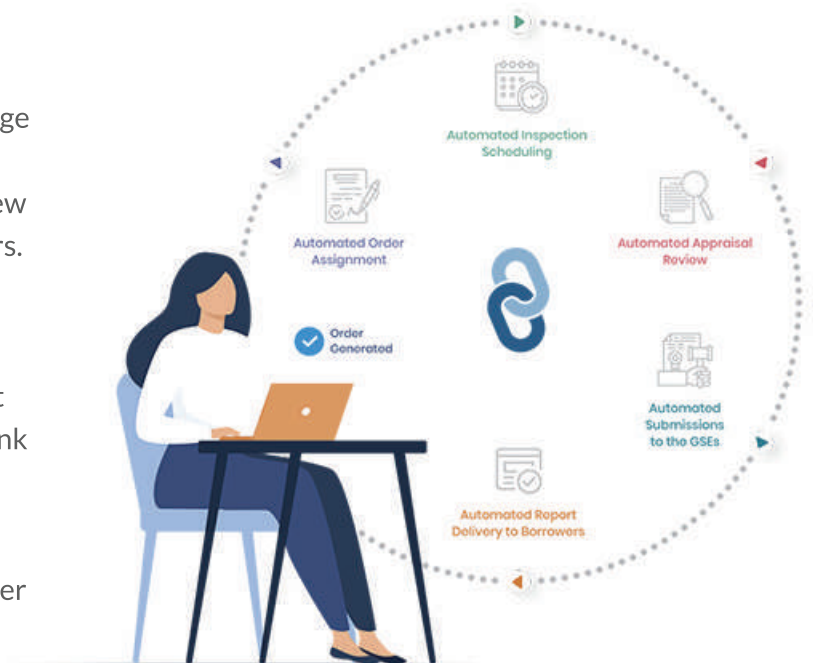 ge
ew
rs.
t
nk
er
Automated Inspection
Scheduling
Automated Order
Assignment
Automated Appraisal
Review
Order
Generated
Automated
Submissions
to the GSEs
Automated Report
Delivery to Borrowers